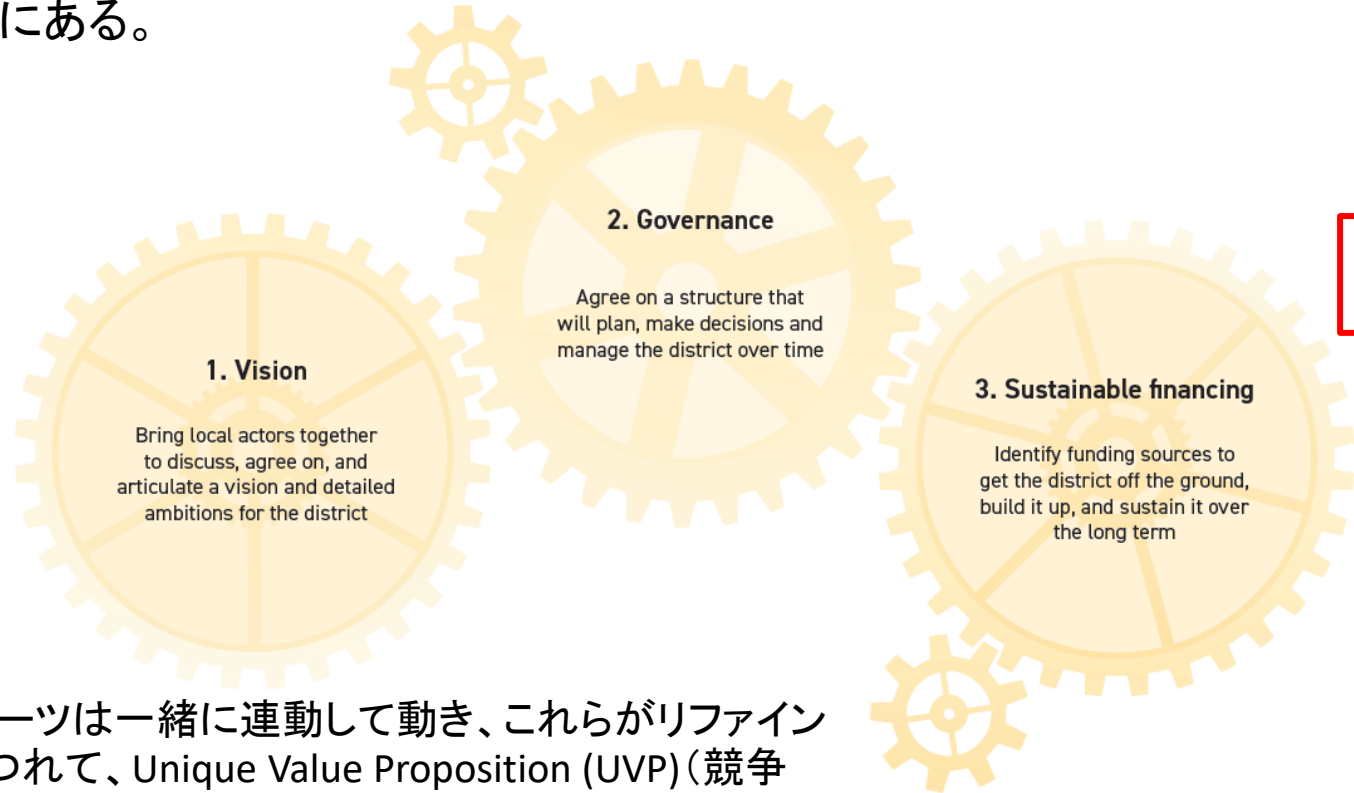 にある。
2. Governance
Agree on a structure that
will plan, make decisions and
manage the district over time
1. Vision
Bring local actors together
to discuss, agree on, and
articulate a vision and detailed
ambitions for the district
3. Sustainable financing
Identify funding sources to
get the district off the ground,
build it up, and sustain it over
the long term
ーツは一緒に連動して動き、これらがリファイン
つれて、Unique Value Proposition (UVP)（競争